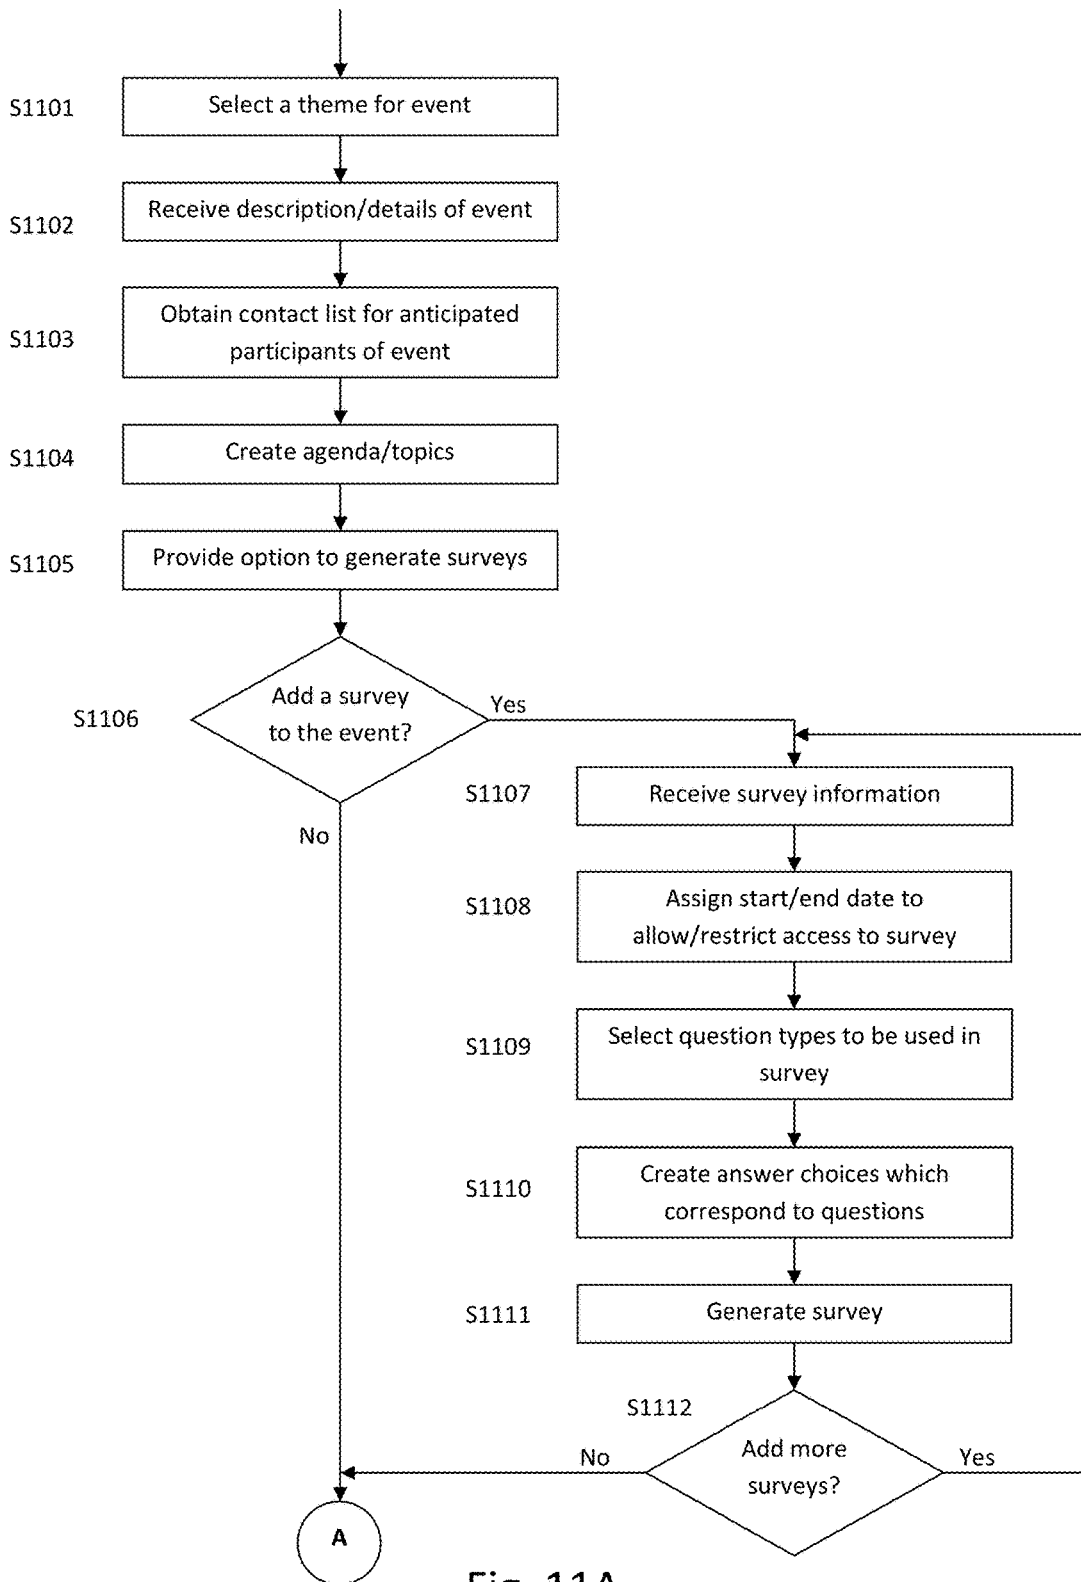 S1101
Select a theme for event
S1102
Receive description/details of event
S1103
Obtain contact list for anticipated
participants of event
S1104
Create agenda/topics
S1105
Provide option to generate surveys
S1106
Add a survey
to the event?
Yes
No
S1107
Receive survey information
S1108
Assign start/end date to
allow/restrict access to survey
S1109
Select question types to be used in
survey
S1110
Create answer choices which
correspond to questions
S1111
Generate survey
S1112
Add more
surveys?
No
Yes
A
Fig. 11A